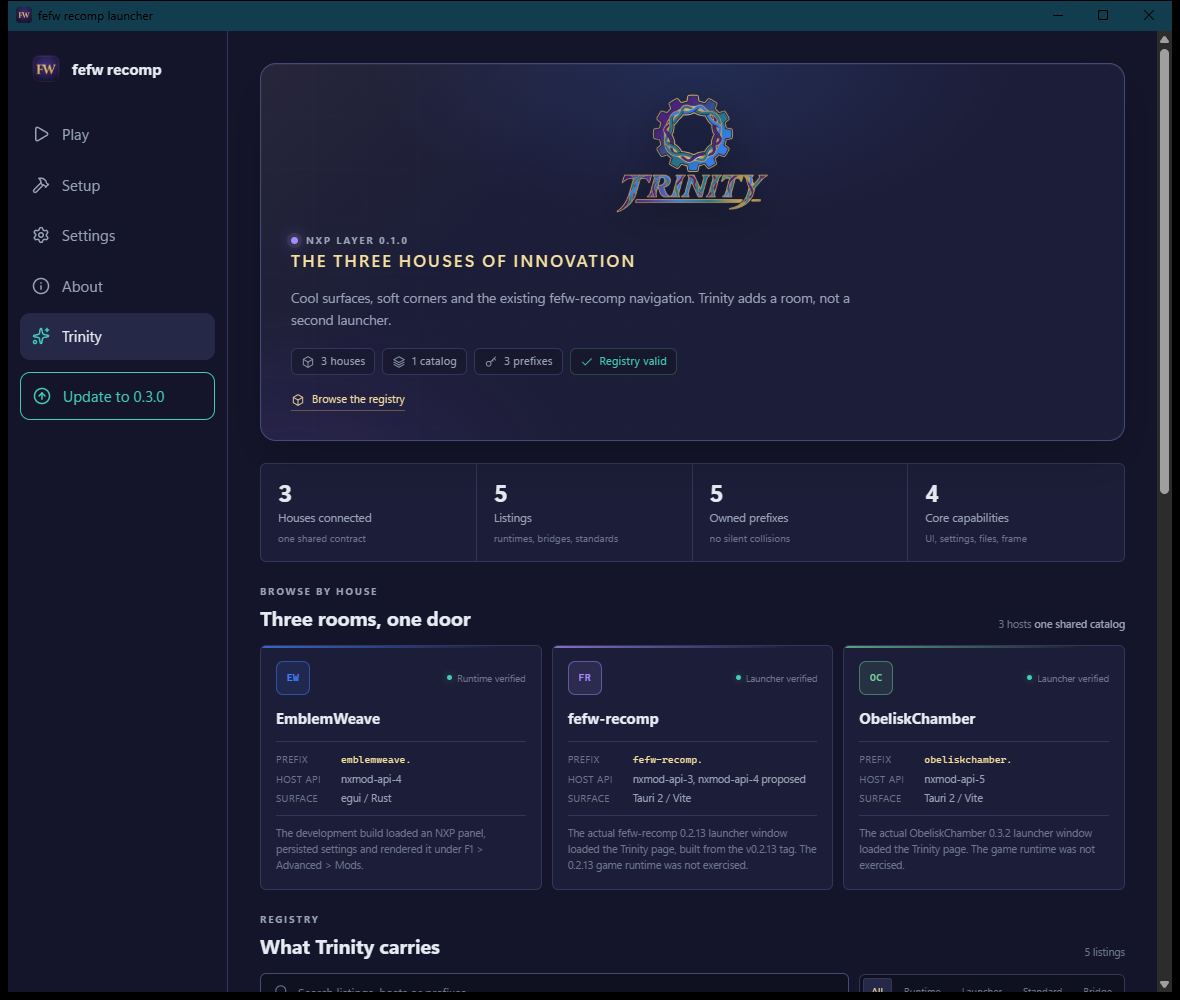 FW fefw recomp launcher
FW fefw recomp
Play
Setup
Settings
About
Trinity
Update to 0.3.0
TRINITY
NXP LAYER 0.1.0
THE THREE HOUSES OF INNOVATION
Cool surfaces, soft corners and the existing fefw-recomp navigation. Trinity adds a room, not a
second launcher.
3 houses 1 catalog 3 prefixes Registry valid
Browse the registry
3
Houses connected
one shared contract
5
Listings
runtimes, bridges, standards
5
Owned prefixes
no silent collisions
4
Core capabilities
UI, settings, files, frame
BROWSE BY HOUSE
Three rooms, one door
3 hosts one shared catalog
EW Runtime verified
EmblemWeave
PREFIX emblemweave.
HOST API nxmod-api-4
SURFACE egui / Rust
The development build loaded an NXP panel,
persisted settings and rendered it under F1 >
Advanced > Mods.
FR Launcher verified
fefw-recomp
PREFIX fefw-recomp.
HOST API nxmod-api-3, nxmod-api-4 proposed
SURFACE Tauri 2 / Vite
The actual fefw-recomp 0.2.13 launcher window
loaded the Trinity page, built from the v0.2.13 tag. The
0.2.13 game runtime was not exercised.
OC Launcher verified
ObeliskChamber
PREFIX obeliskchamber.
HOST API nxmod-api-5
SURFACE Tauri 2 / Vite
The actual ObeliskChamber 0.3.2 launcher window
loaded the Trinity page. The game runtime was not
exercised.
REGISTRY
What Trinity carries
5 listings
Search listings, hosts or prefixes
All Runtime Launcher Standard Bridge